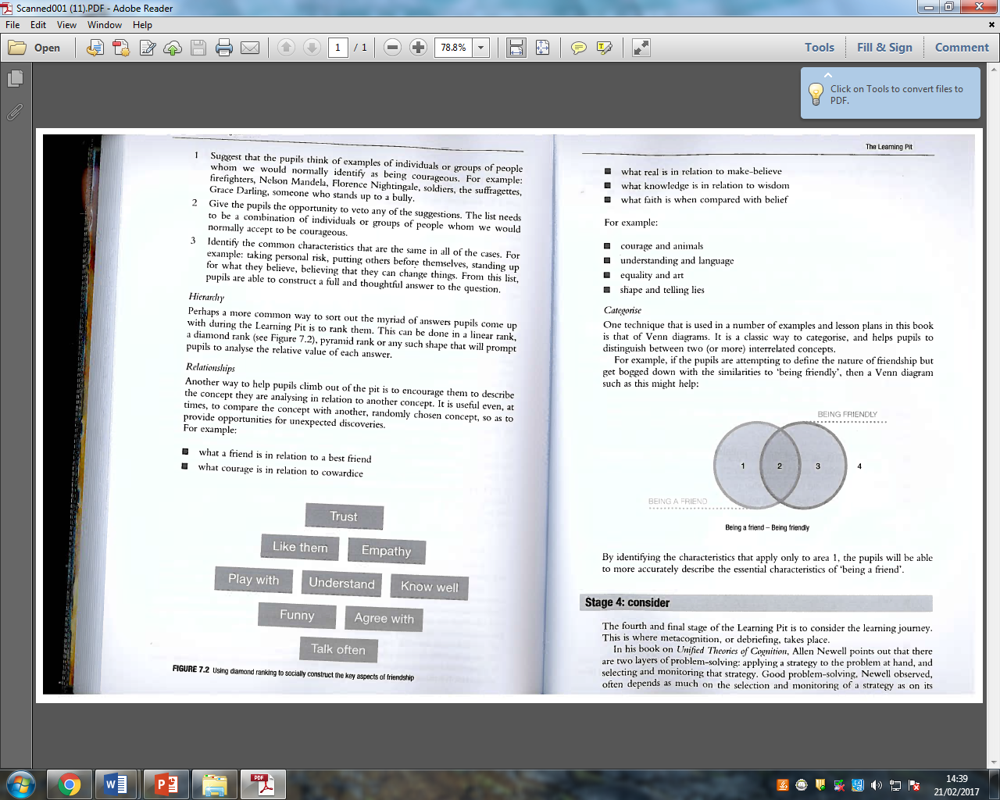 Scanned001 (11).PDF - Adobe Reader
File Edit View Window Help
Open
1 / 1
78.8%
Tools Fill & Sign Comment
Click on Tools to convert files to
PDF.
1 Suggest that the pupils think of examples of individuals or groups of people
whom we would normally identify as being courageous. For example:
firefighters, Nelson Mandela, Florence Nightingale, soldiers, the suffragettes,
Grace Darling, someone who stands up to a bully.
2 Give the pupils the opportunity to veto any of the suggestions. The list needs
to be a combination of individuals or groups of people whom we would
normally accept to be courageous.
3 Identify the common characteristics that are the same in all of the cases. For
example: taking personal risk, putting others before themselves, standing up
for what they believe, believing that they can change things. From this list,
pupils are able to construct a full and thoughtful answer to the question.
Hierarchy
Perhaps a more common way to sort out the myriad of answers pupils come up
with during the Learning Pit is to rank them. This can be done in a linear rank,
a diamond rank (see Figure 7.2), pyramid rank or any such shape that will prompt
pupils to analyse the relative value of each answer.
Relationships
Another way to help pupils climb out of the pit is to encourage them to describe
the concept they are analysing in relation to another concept. It is useful even, at
times, to compare the concept with another, randomly chosen concept, so as to
provide opportunities for unexpected discoveries.
For example:
■ what a friend is in relation to a best friend
■ what courage is in relation to cowardice
Trust
Like them Empathy
Play with Understand Know well
Funny Agree with
Talk often
FIGURE 7.2 Using diamond ranking to socially construct the key aspects of friendship
The Learning Pit
■ what real is in relation to make-believe
■ what knowledge is in relation to wisdom
■ what faith is when compared with belief
For example:
■ courage and animals
■ understanding and language
■ equality and art
■ shape and telling lies
Categorise
One technique that is used in a number of examples and lesson plans in this book
is that of Venn diagrams. It is a classic way to categorise, and helps pupils to
distinguish between two (or more) interrelated concepts.
For example, if the pupils are attempting to define the nature of friendship but
get bogged down with the similarities to 'being friendly', then a Venn diagram
such as this might help:
BEING FRIENDLY
1 2 3 4
BEING A FRIEND
Being a friend – Being friendly
By identifying the characteristics that apply only to area 1, the pupils will be able
to more accurately describe the essential characteristics of 'being a friend'.
Stage 4: consider
The fourth and final stage of the Learning Pit is to consider the learning journey.
This is where metacognition, or debriefing, takes place.
In his book on Unified Theories of Cognition, Allen Newell points out that there
are two layers of problem-solving: applying a strategy to the problem at hand, and
selecting and monitoring that strategy. Good problem-solving, Newell observed,
often depends as much on the selection and monitoring of a strategy as on its
14:39
21/02/2017